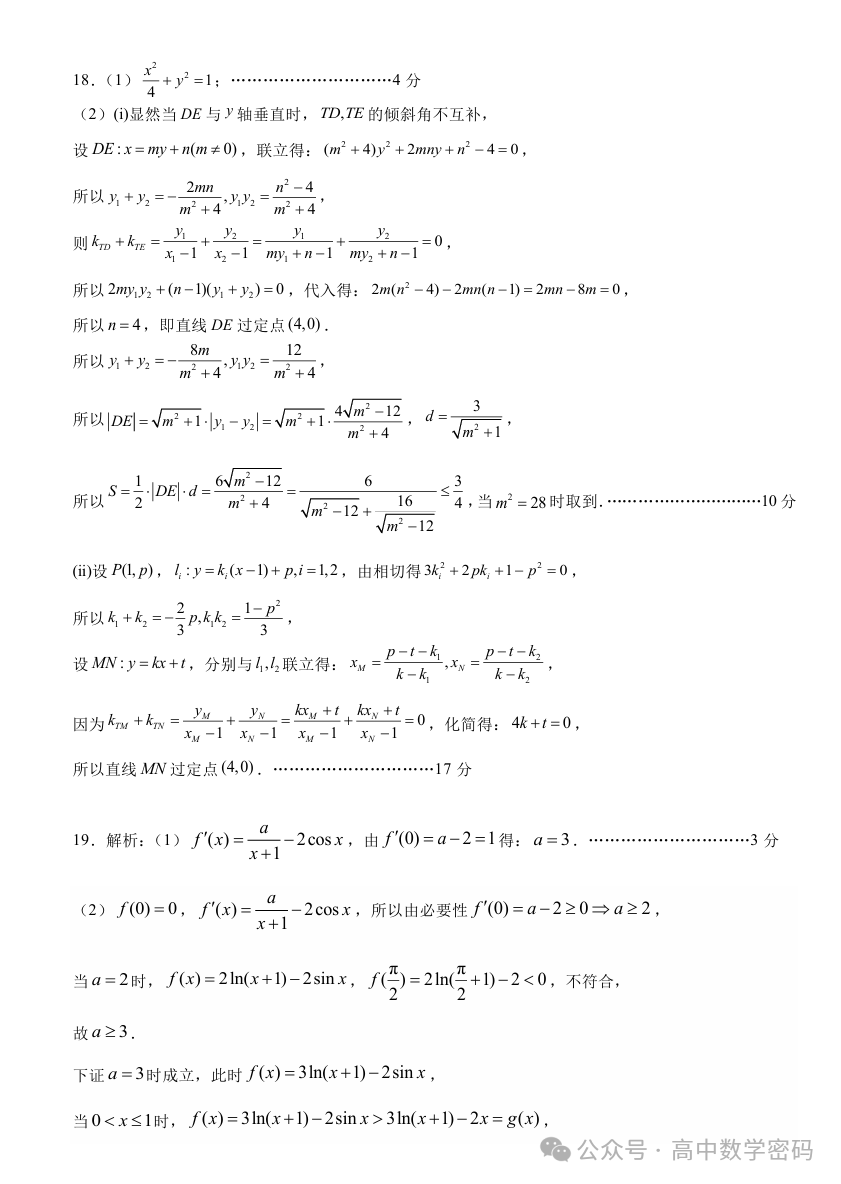 18.（1）$\frac{x^2}{4}+y^2=1$；…………………………4 分
（2）(i)显然当 DE 与 y 轴垂直时，TD,TE 的倾斜角不互补，
设 $DE:x=my+n(m\neq 0)$，联立得：$(m^2+4)y^2+2mny+n^2-4=0$，
所以 $y_1+y_2=-\frac{2mn}{m^2+4},y_1y_2=\frac{n^2-4}{m^2+4}$，
则 $k_{TD}+k_{TE}=\frac{y_1}{x_1-1}+\frac{y_2}{x_2-1}=\frac{y_1}{my_1+n-1}+\frac{y_2}{my_2+n-1}=0$，
所以 $2my_1y_2+(n-1)(y_1+y_2)=0$，代入得：$2m(n^2-4)-2mn(n-1)=2mn-8m=0$，
所以 $n=4$，即直线 DE 过定点 $(4,0)$．
所以 $y_1+y_2=-\frac{8m}{m^2+4},y_1y_2=\frac{12}{m^2+4}$，
所以 $|DE|=\sqrt{m^2+1}\cdot|y_1-y_2|=\sqrt{m^2+1}\cdot\frac{4\sqrt{m^2-12}}{m^2+4}$，$d=\frac{3}{\sqrt{m^2+1}}$，
所以 $S=\frac{1}{2}\cdot|DE|\cdot d=\frac{6\sqrt{m^2-12}}{m^2+4}=\frac{6}{\sqrt{m^2-12}+\frac{16}{\sqrt{m^2-12}}}\leq\frac{3}{4}$，当 $m^2=28$ 时取到．…………………………10 分
(ii)设 $P(1,p)$，$l_i:y=k_i(x-1)+p,i=1,2$，由相切得 $3k_i^2+2pk_i+1-p^2=0$，
所以 $k_1+k_2=-\frac{2}{3}p,k_1k_2=\frac{1-p^2}{3}$，
设 $MN:y=kx+t$，分别与 $l_1,l_2$ 联立得：$x_M=\frac{p-t-k_1}{k-k_1},x_N=\frac{p-t-k_2}{k-k_2}$，
因为 $k_{TM}+k_{TN}=\frac{y_M}{x_M-1}+\frac{y_N}{x_N-1}=\frac{kx_M+t}{x_M-1}+\frac{kx_N+t}{x_N-1}=0$，化简得：$4k+t=0$，
所以直线 MN 过定点 $(4,0)$．…………………………17 分
19．解析：（1）$f'(x)=\frac{a}{x+1}-2\cos x$，由 $f'(0)=a-2=1$ 得：$a=3$．…………………………3 分
（2）$f(0)=0$，$f'(x)=\frac{a}{x+1}-2\cos x$，所以由必要性 $f'(0)=a-2\geq 0\Rightarrow a\geq 2$，
当 $a=2$ 时，$f(x)=2\ln(x+1)-2\sin x$，$f(\frac{\pi}{2})=2\ln(\frac{\pi}{2}+1)-2<0$，不符合，
故 $a\geq 3$．
下证 $a=3$ 时成立，此时 $f(x)=3\ln(x+1)-2\sin x$，
当 $0<x\leq 1$ 时，$f(x)=3\ln(x+1)-2\sin x>3\ln(x+1)-2x=g(x)$，
公众号·高中数学密码